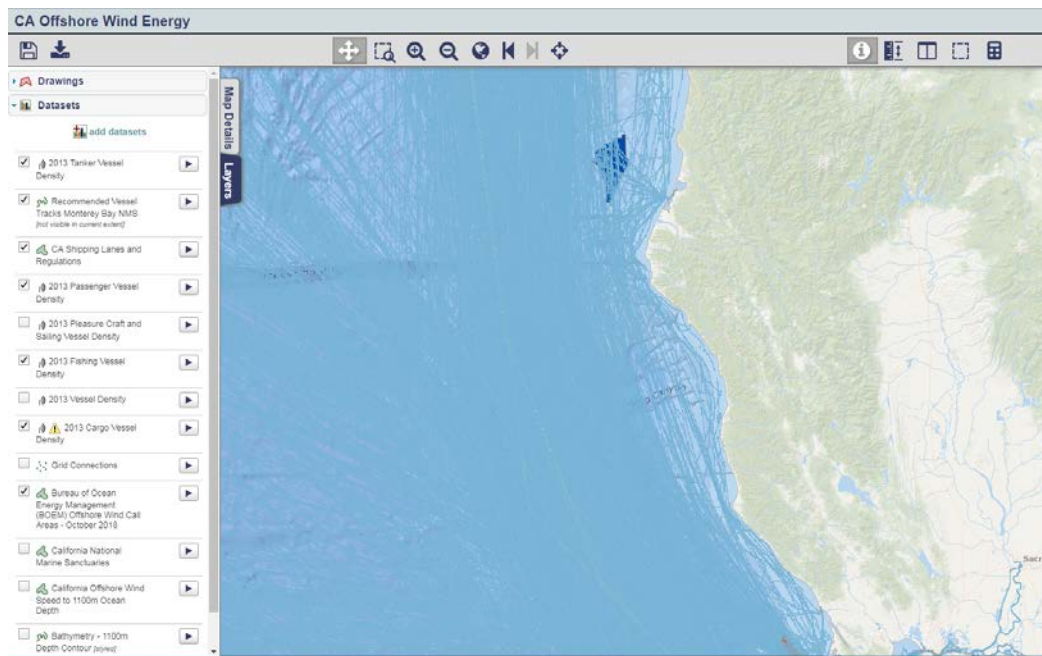 CA Offshore Wind Energy
Drawings
Datasets
add datasets
2013 Tanker Vessel
Density
Recommended Vessel
Tracks Monterey Bay NMS
[not visible in current extent]
CA Shipping Lanes and
Regulations
2013 Passenger Vessel
Density
2013 Pleasure Craft and
Sailing Vessel Density
2013 Fishing Vessel
Density
2013 Vessel Density
2013 Cargo Vessel
Density
Grid Connections
Bureau of Ocean
Energy Management
(BOEM) Offshore Wind Call
Areas - October 2018
California National
Marine Sanctuaries
California Offshore Wind
Speed to 1100m Ocean
Depth
Bathymetry - 1100m
Depth Contour [styled]
Map Details
Layers
Sacr